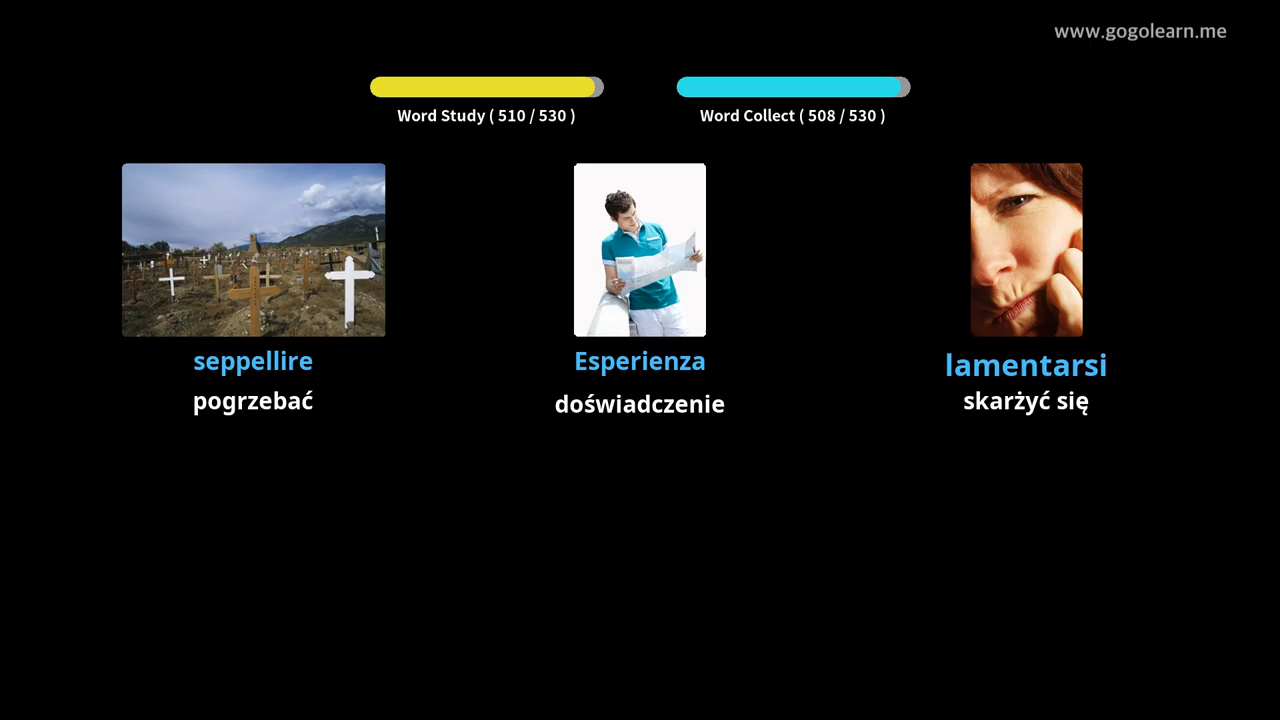 www.gogolearn.me
Word Study ( 510 / 530 )
Word Collect ( 508 / 530 )
seppellire
pogrzebać
Esperienza
doświadczenie
lamentarsi
skarżyć się